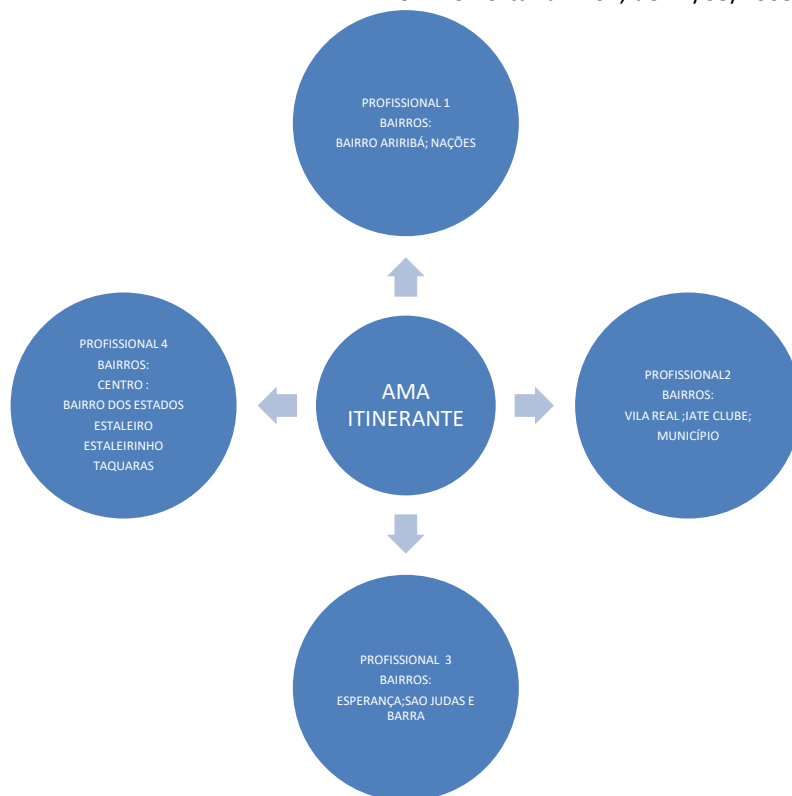 PROFISSIONAL 1
BAIRROS:
BAIRRO ARIRIBÁ; NAÇÕES
PROFISSIONAL 4
BAIRROS:
CENTRO :
BAIRRO DOS ESTADOS
ESTALEIRO
ESTALEIRINHO
TAQUARAS
AMA
ITINERANTE
PROFISSIONAL2
BAIRROS:
VILA REAL ;IATE CLUBE;
MUNICÍPIO
PROFISSIONAL 3
BAIRROS:
ESPERANÇA;SAO JUDAS E
BARRA